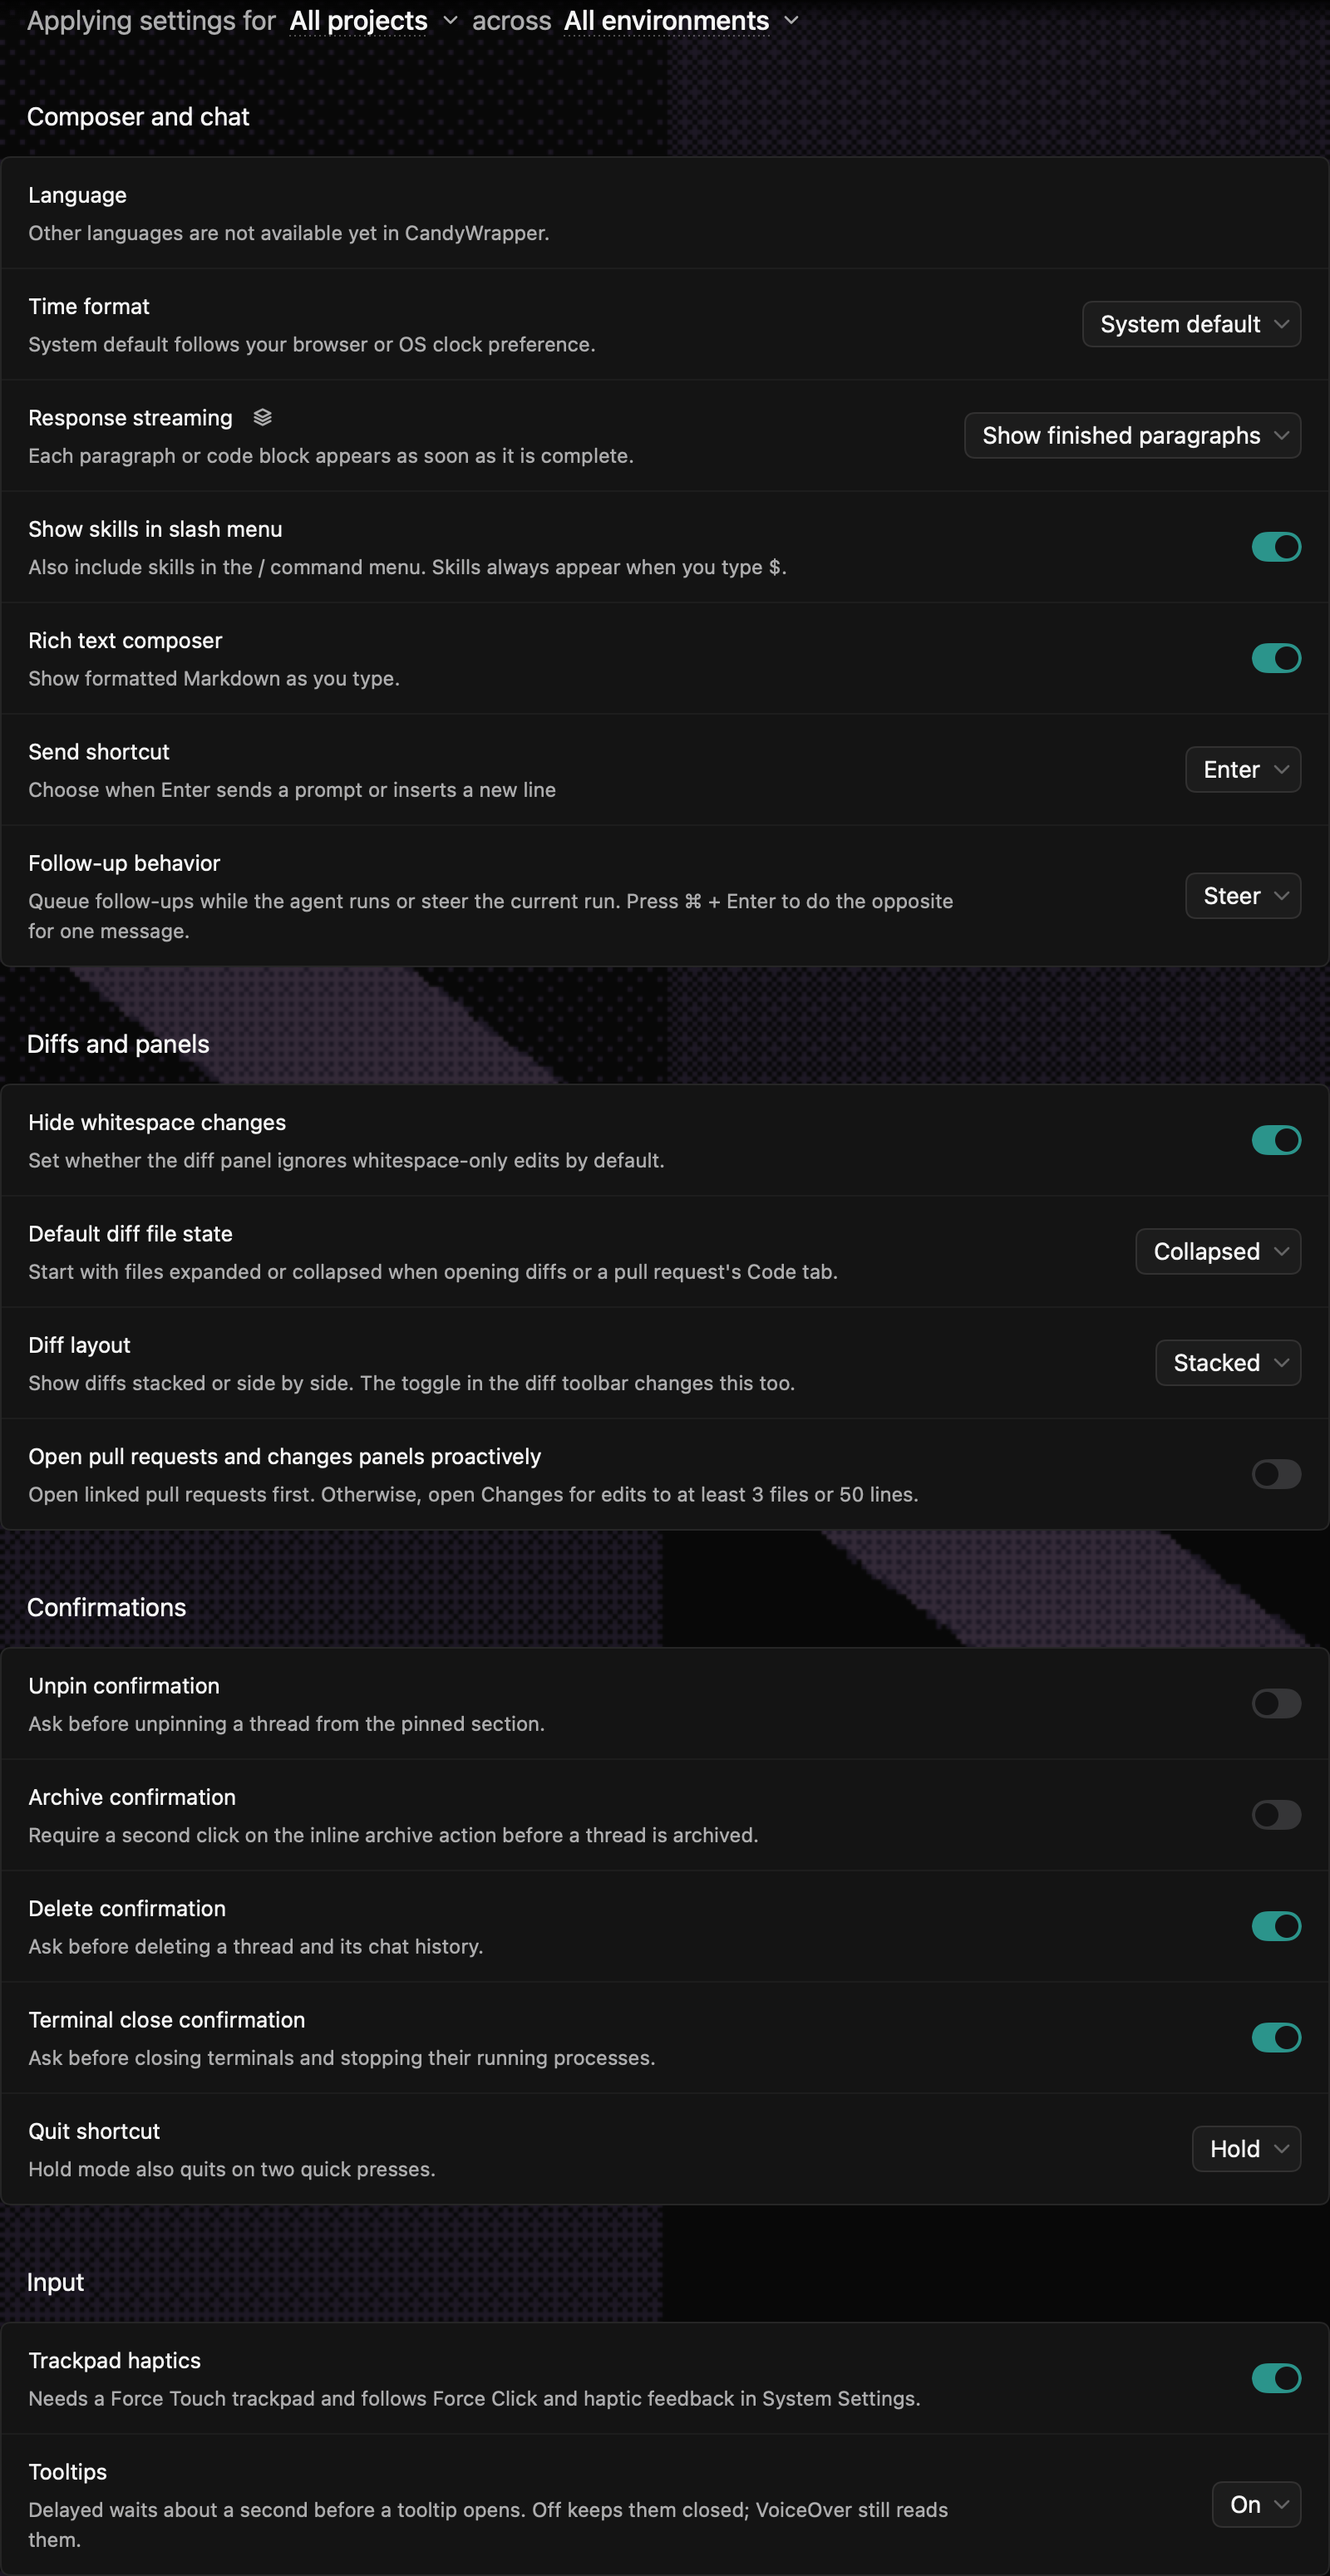 Applying settings for All projects across All environments
Composer and chat
Language
Other languages are not available yet in CandyWrapper.
Time format
System default follows your browser or OS clock preference.
System default
Response streaming
Each paragraph or code block appears as soon as it is complete.
Show finished paragraphs
Show skills in slash menu
Also include skills in the / command menu. Skills always appear when you type $.
Rich text composer
Show formatted Markdown as you type.
Send shortcut
Choose when Enter sends a prompt or inserts a new line
Enter
Follow-up behavior
Queue follow-ups while the agent runs or steer the current run. Press ⌘ + Enter to do the opposite
for one message.
Steer
Diffs and panels
Hide whitespace changes
Set whether the diff panel ignores whitespace-only edits by default.
Default diff file state
Start with files expanded or collapsed when opening diffs or a pull request's Code tab.
Collapsed
Diff layout
Show diffs stacked or side by side. The toggle in the diff toolbar changes this too.
Stacked
Open pull requests and changes panels proactively
Open linked pull requests first. Otherwise, open Changes for edits to at least 3 files or 50 lines.
Confirmations
Unpin confirmation
Ask before unpinning a thread from the pinned section.
Archive confirmation
Require a second click on the inline archive action before a thread is archived.
Delete confirmation
Ask before deleting a thread and its chat history.
Terminal close confirmation
Ask before closing terminals and stopping their running processes.
Quit shortcut
Hold mode also quits on two quick presses.
Hold
Input
Trackpad haptics
Needs a Force Touch trackpad and follows Force Click and haptic feedback in System Settings.
Tooltips
Delayed waits about a second before a tooltip opens. Off keeps them closed; VoiceOver still reads
them.
On